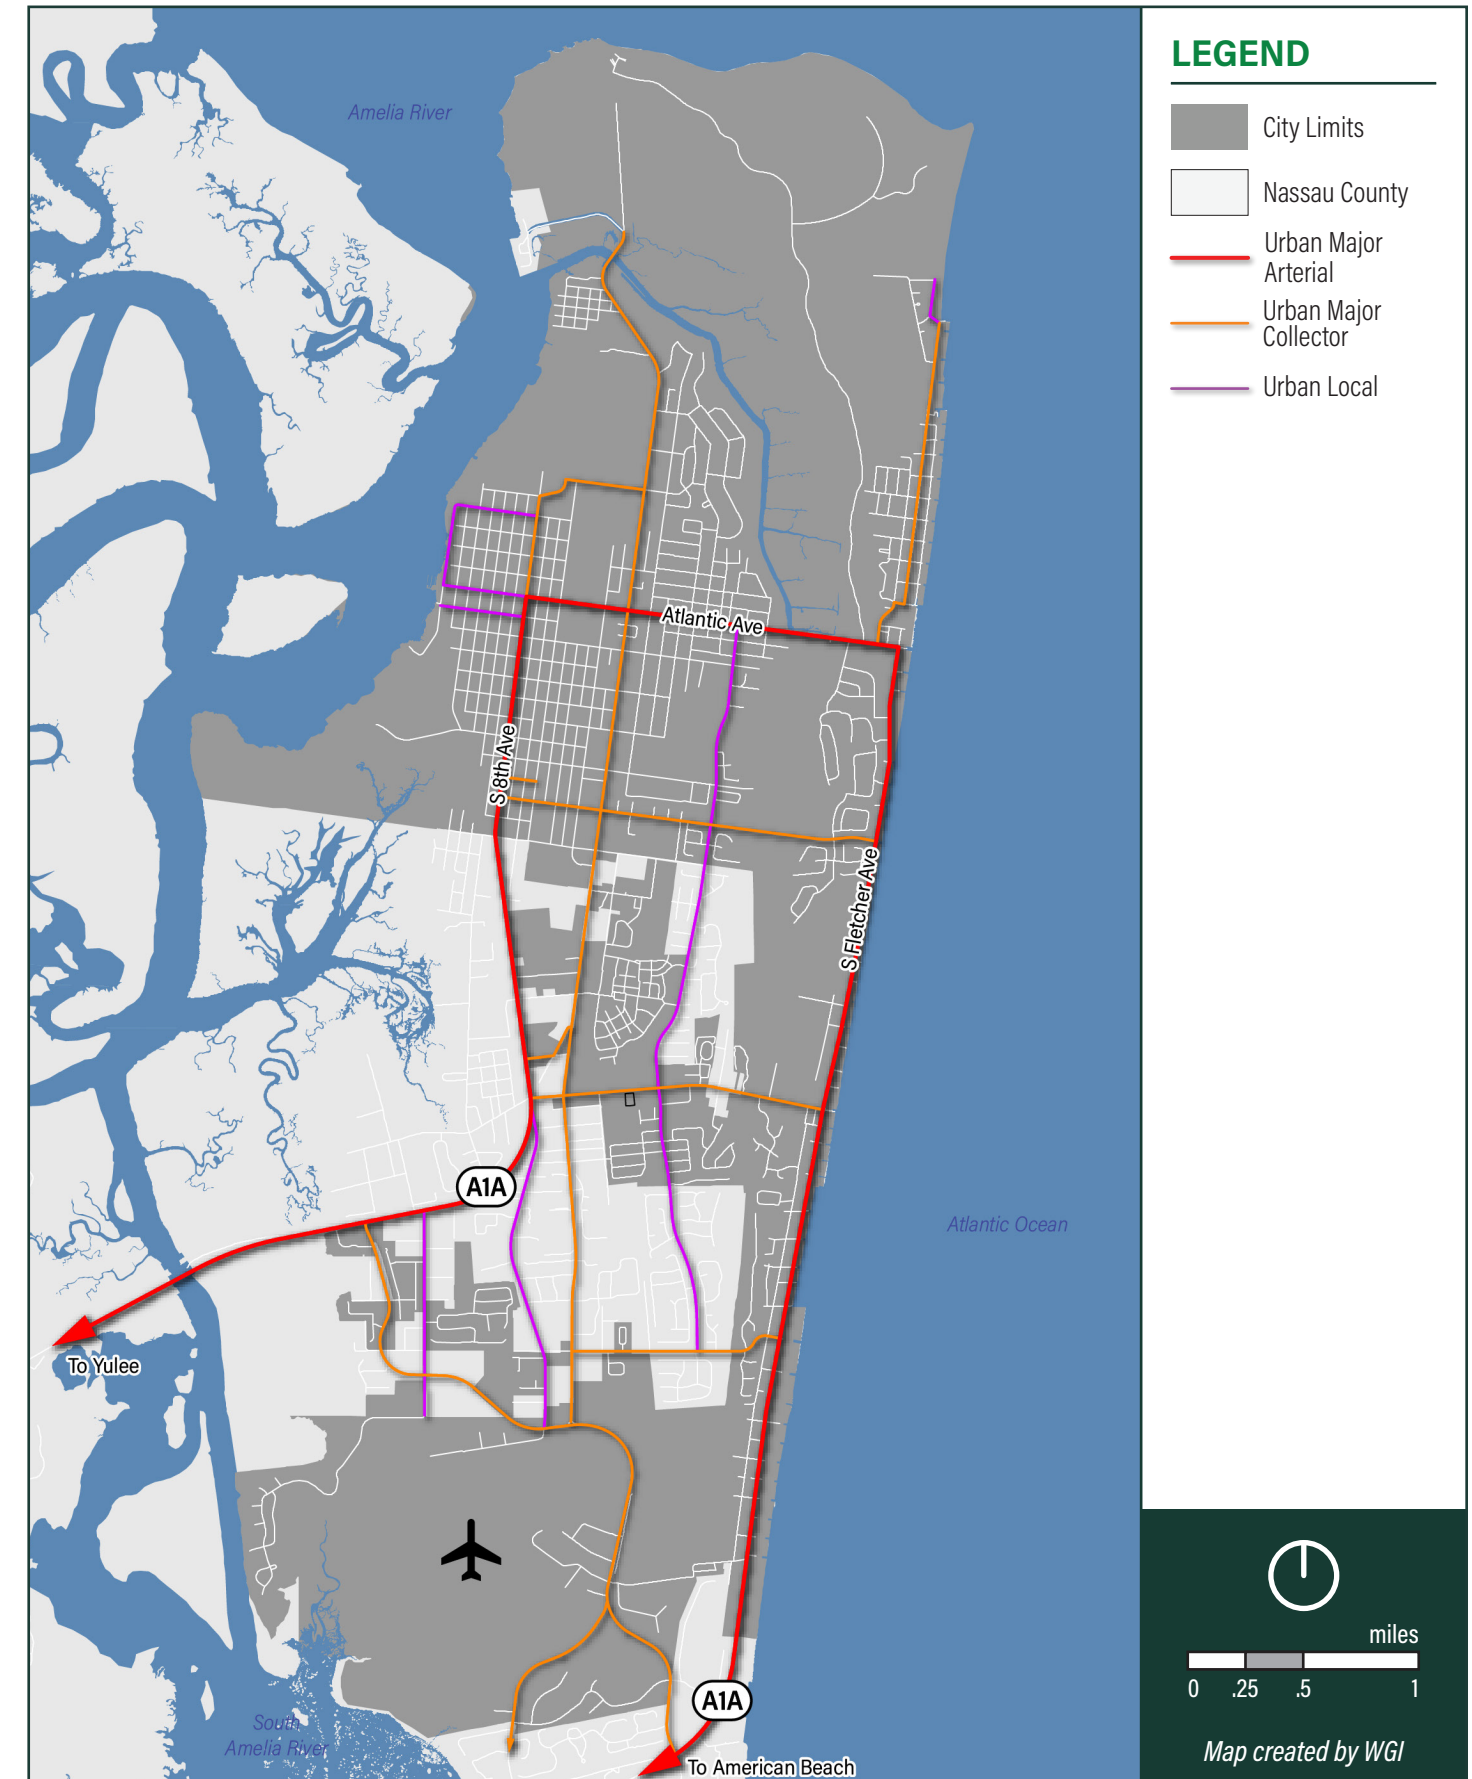 LEGEND
City Limits
Nassau County
Urban Major
Arterial
Urban Major
Collector
Urban Local
Amelia River
Atlantic Ave
S 8th Ave
S Fletcher Ave
A1A
Atlantic Ocean
To Yulee
A1A
South
Amelia River
To American Beach
miles
0 .25 .5 1
Map created by WGI